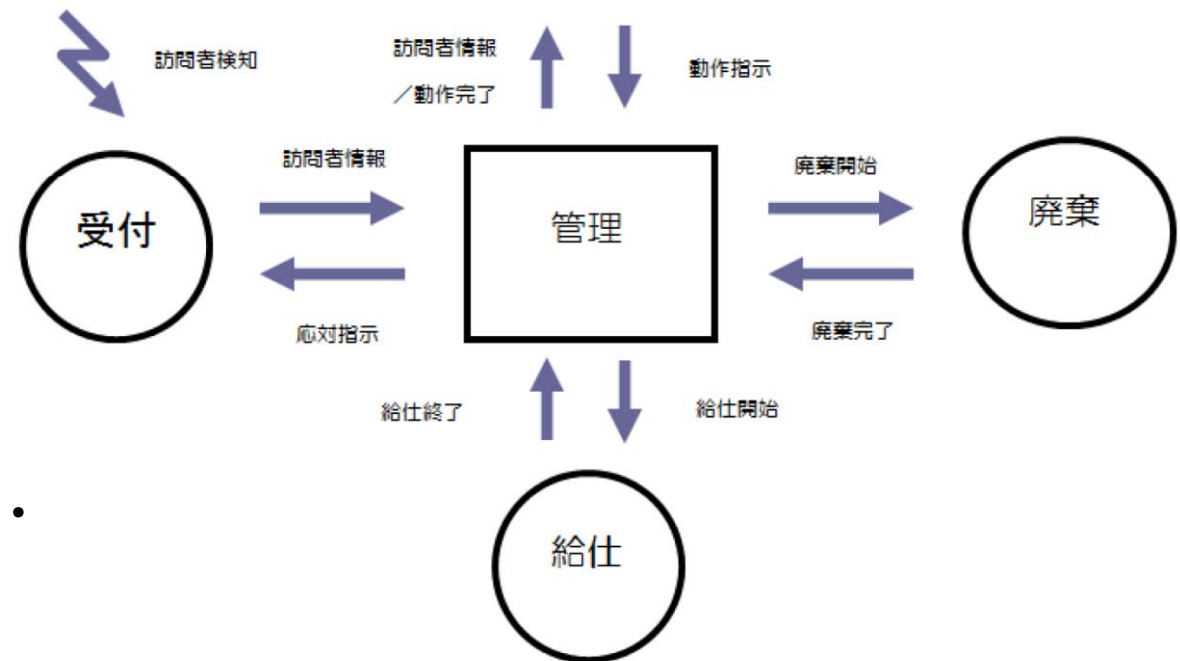 訪問者検知
訪問者情報
／動作完了
動作指示
訪問者情報
廃棄開始
受付
管理
廃棄
応対指示
廃棄完了
給仕終了
給仕開始
給仕